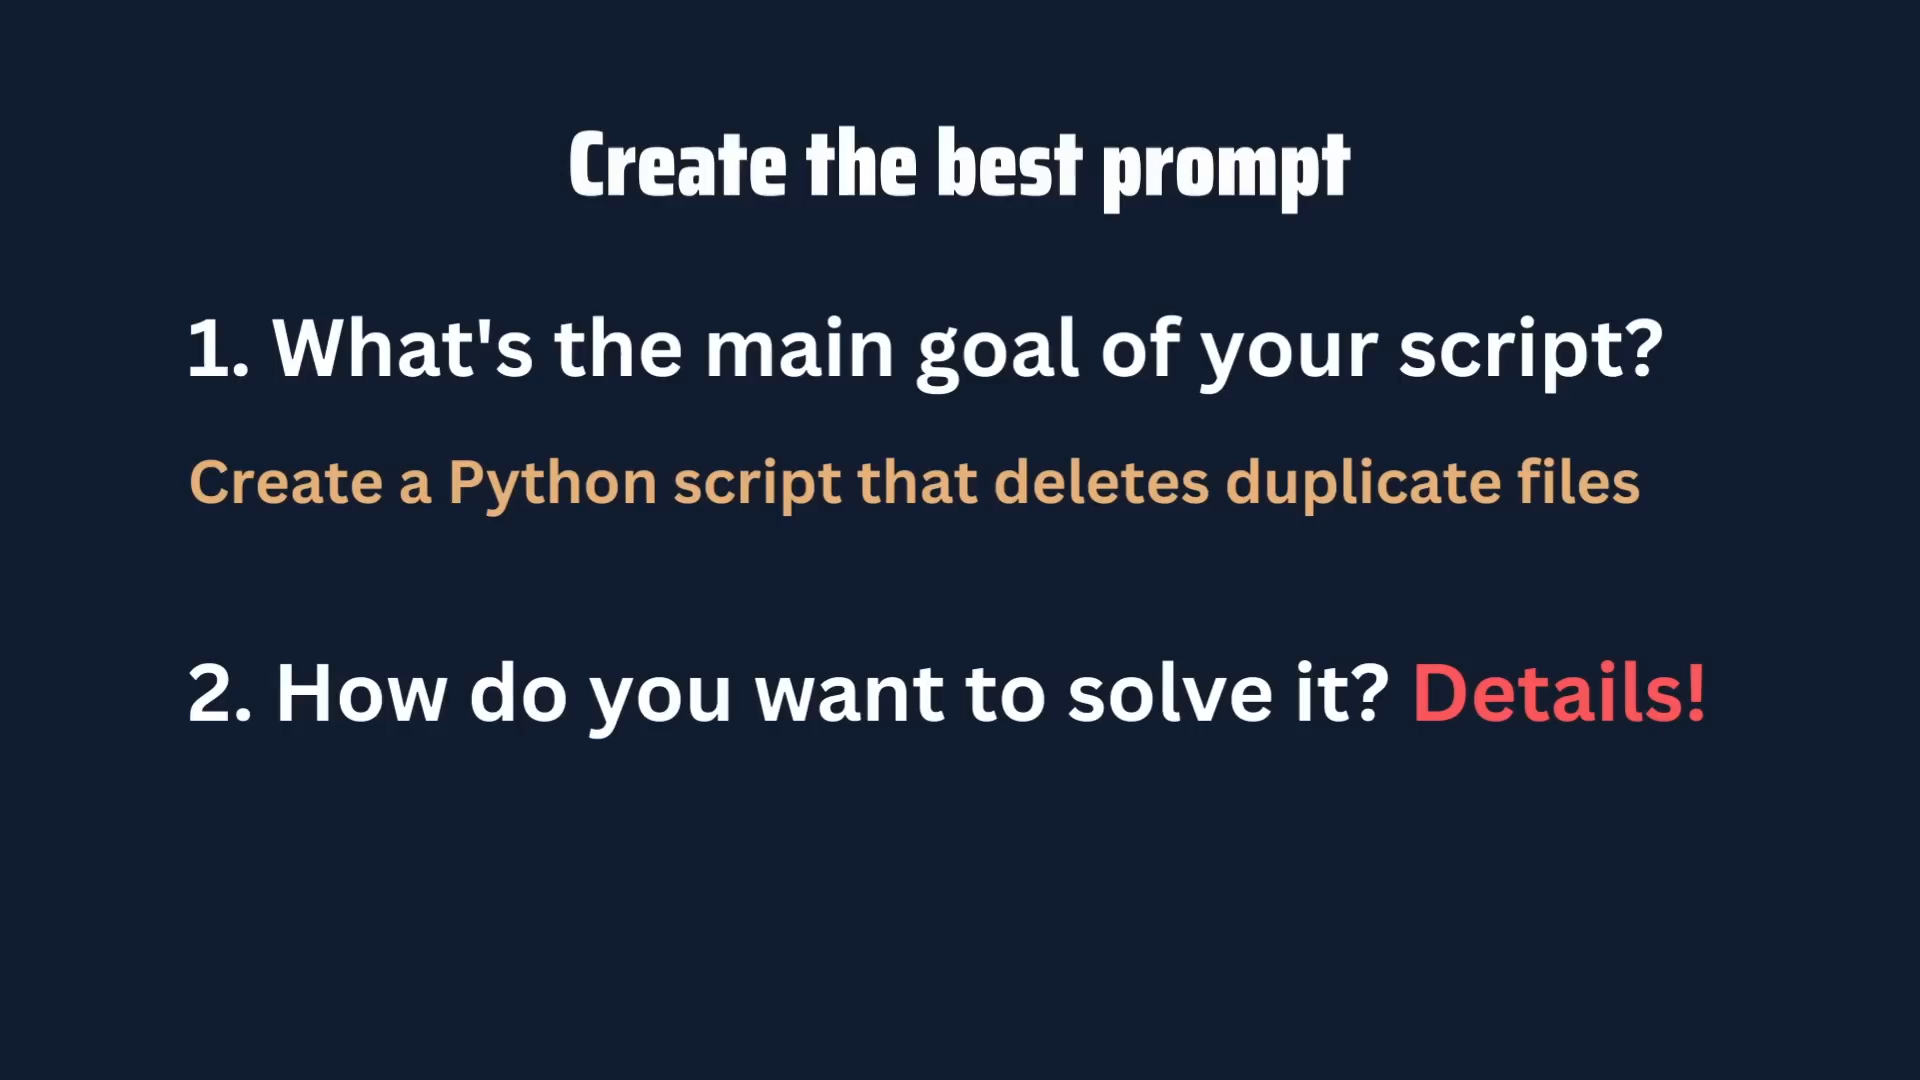 Create the best prompt
1. What's the main goal of your script?
Create a Python script that deletes duplicate files
2. How do you want to solve it? Details!